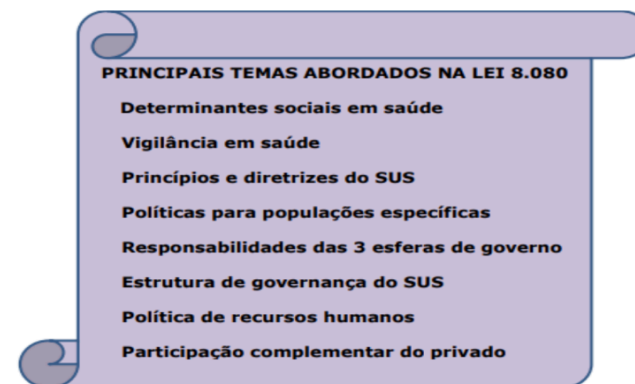 PRINCIPAIS TEMAS ABORDADOS NA LEI 8.080
Determinantes sociais em saúde
Vigilância em saúde
Princípios e diretrizes do SUS
Políticas para populações específicas
Responsabilidades das 3 esferas de governo
Estrutura de governança do SUS
Política de recursos humanos
Participação complementar do privado